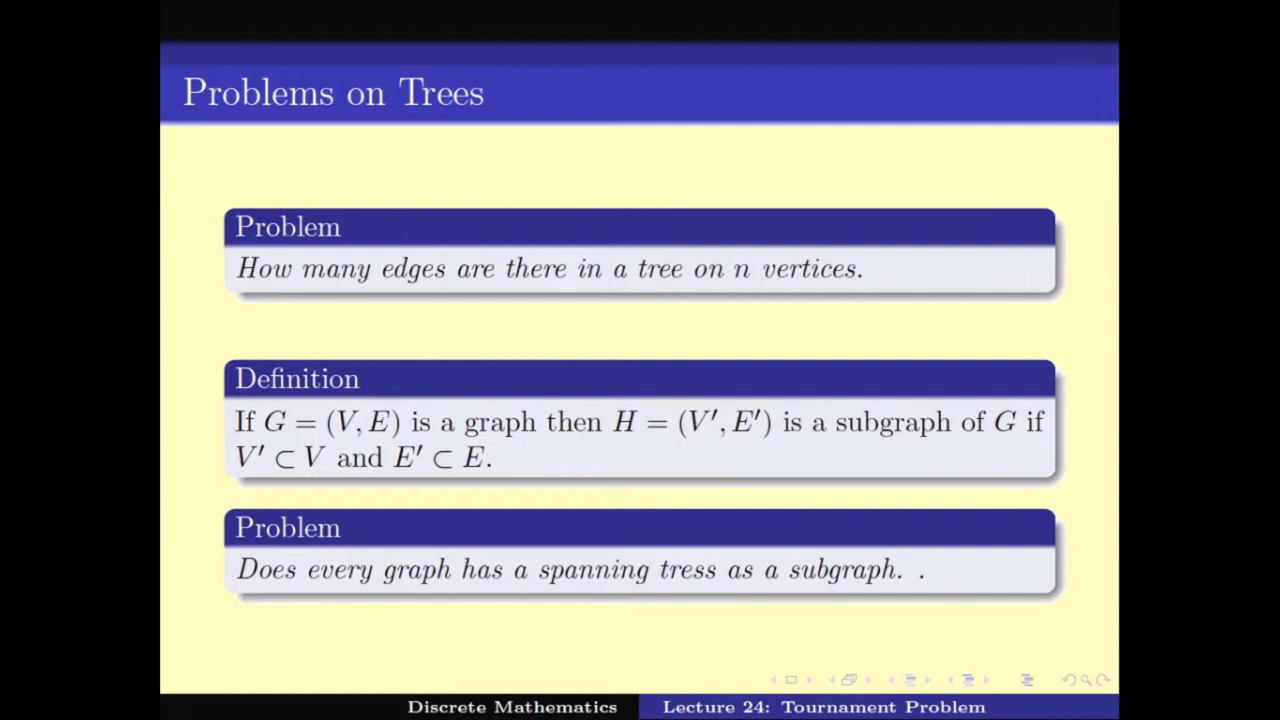 Problems on Trees
Problem
How many edges are there in a tree on n vertices.
Definition
If G = (V, E) is a graph then H = (V′, E′) is a subgraph of G if
V′ ⊂ V and E′ ⊂ E.
Problem
Does every graph has a spanning tress as a subgraph. .
Discrete Mathematics
Lecture 24: Tournament Problem